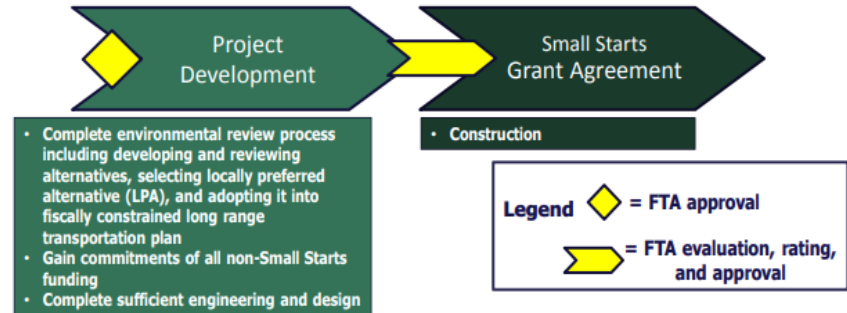 Project
Development
Small Starts
Grant Agreement
• Complete environmental review process
including developing and reviewing
alternatives, selecting locally preferred
alternative (LPA), and adopting it into
fiscally constrained long range
transportation plan
• Gain commitments of all non-Small Starts
funding
• Complete sufficient engineering and design
• Construction
Legend
= FTA approval
= FTA evaluation, rating,
and approval